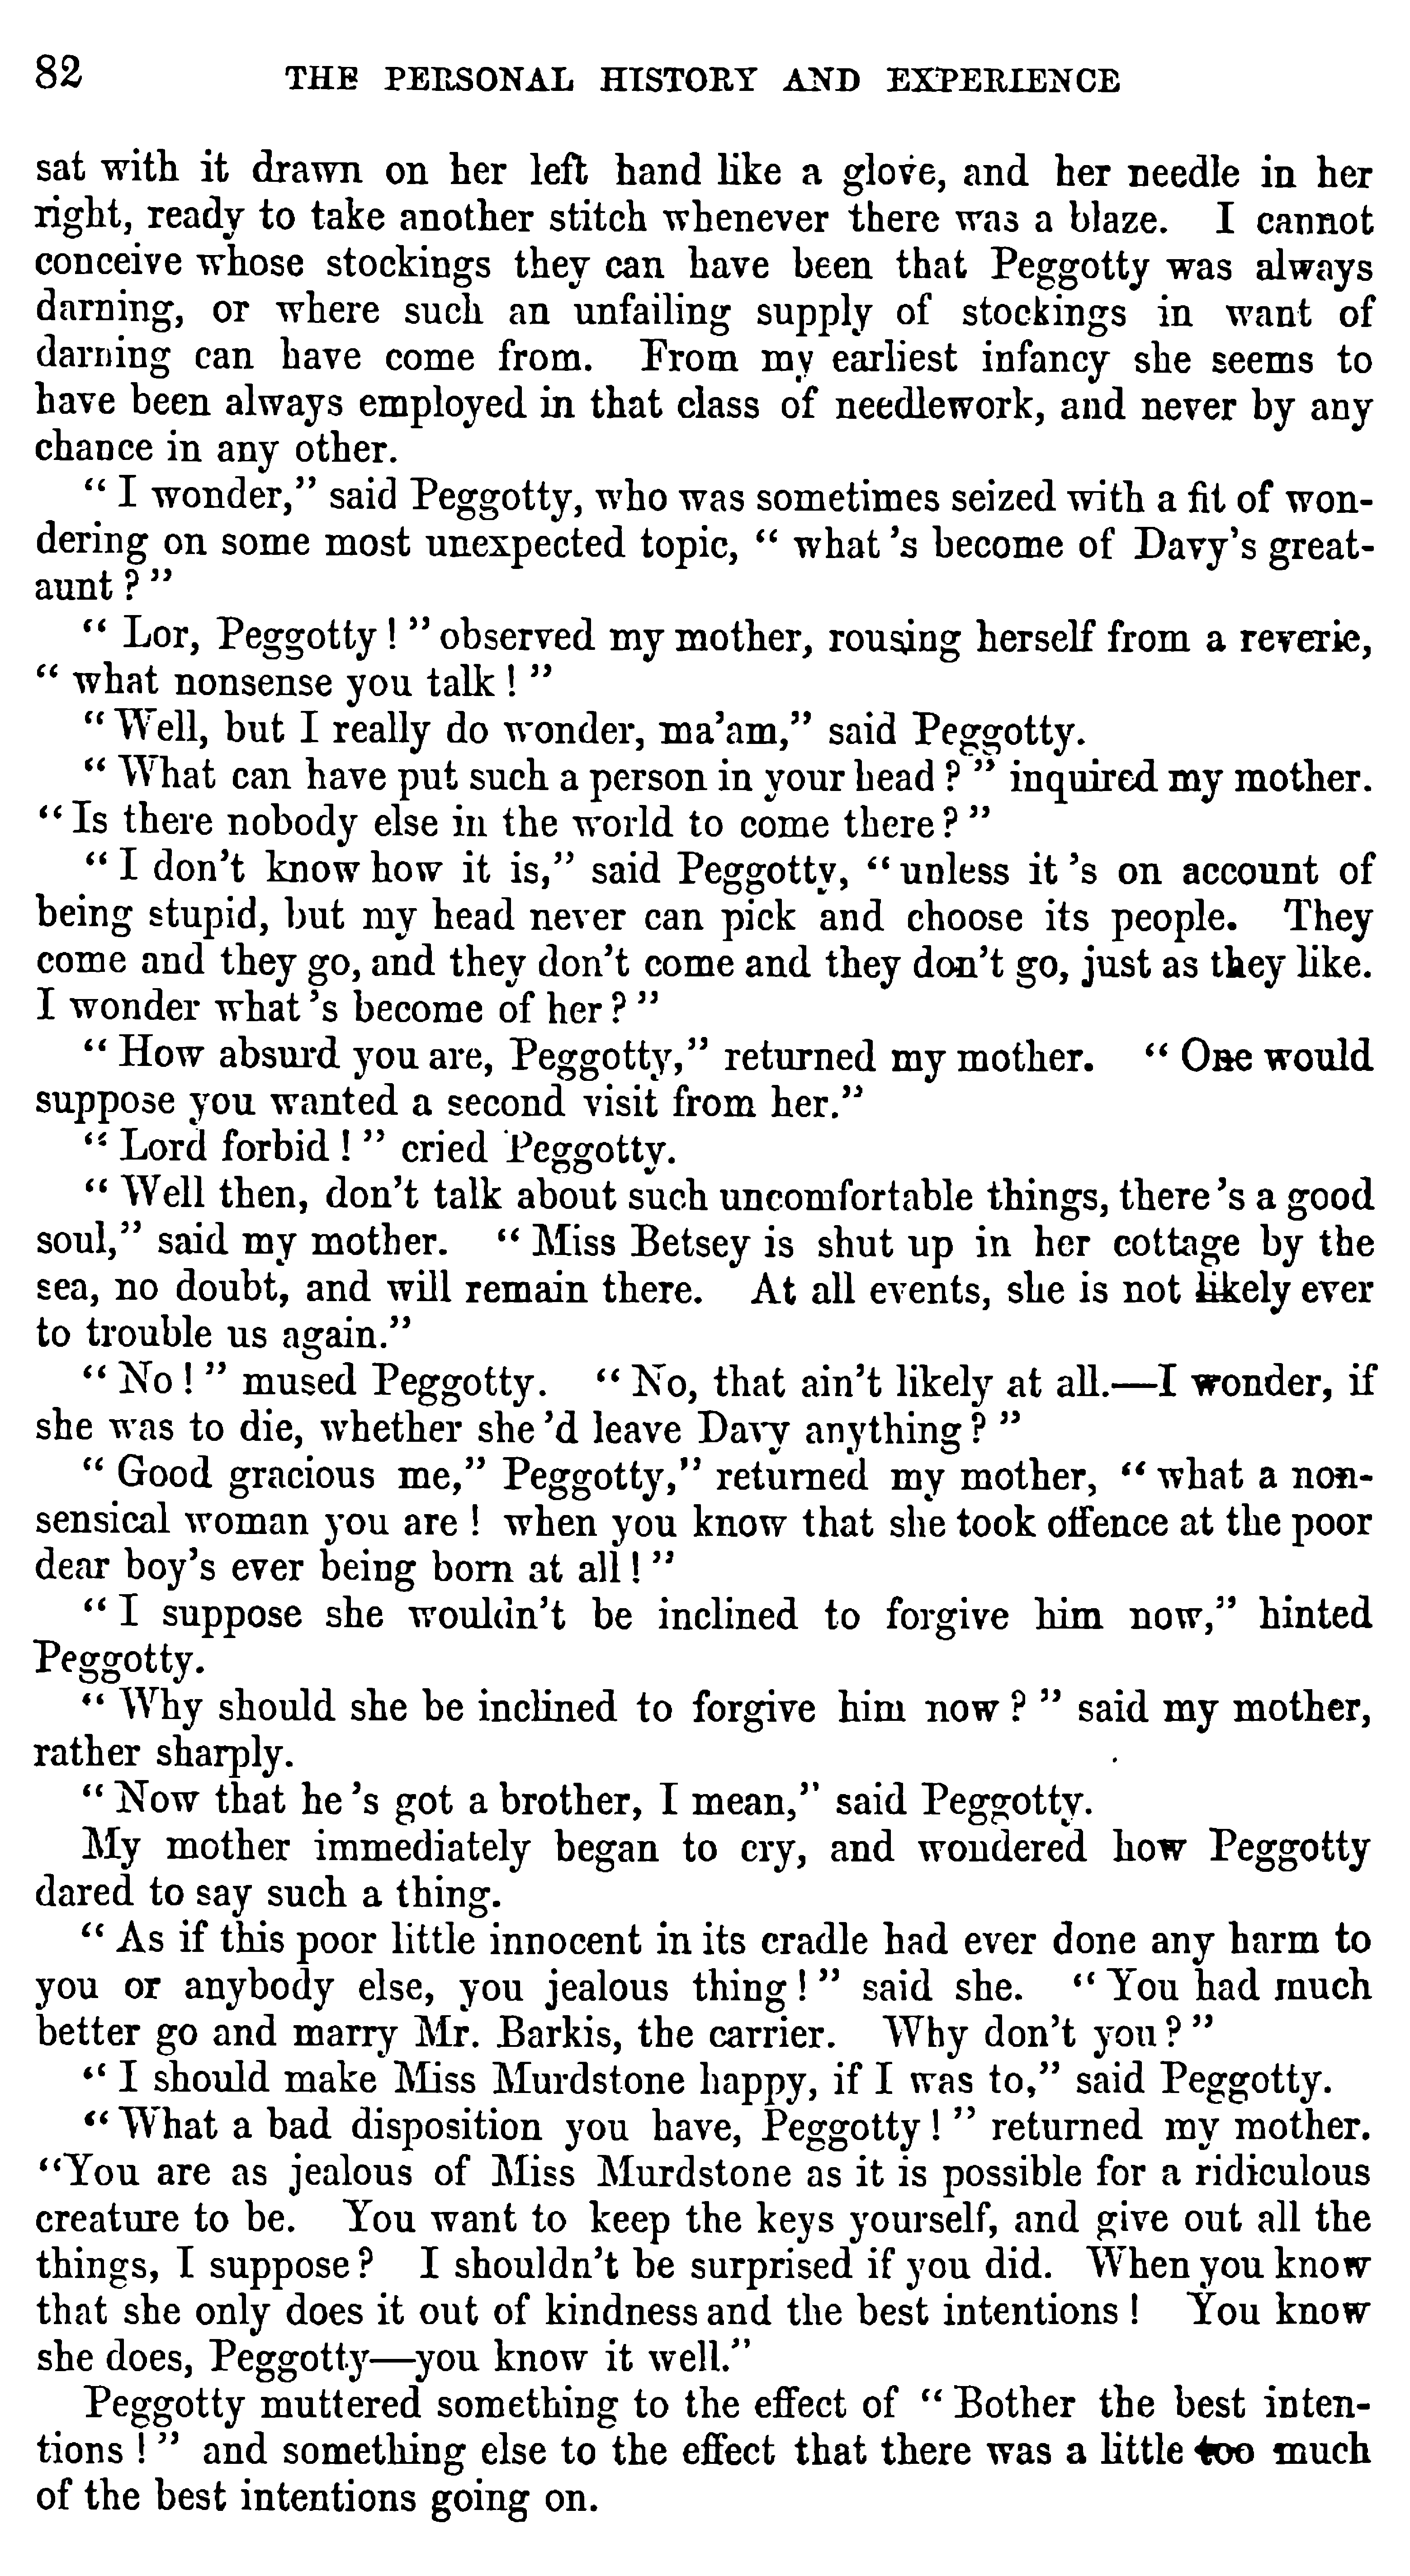 82 THE PERSONAL HISTORY AND EXPERIENCE
sat with it drawn on her left hand like a glove, and her needle in her
right, ready to take another stitch whenever there was a blaze. I cannot
conceive whose stockings they can have been that Peggotty was always
darning, or where such an unfailing supply of stockings in want of
darning can have come from. From my earliest infancy she seems to
have been always employed in that class of needlework, and never by any
chance in any other.
“ I wonder,” said Peggotty, who was sometimes seized with a fit of won-
dering on some most unexpected topic, “ what ’s become of Davy’s great-
aunt ? ”
“ Lor, Peggotty ! ” observed my mother, rousing herself from a reverie,
“ what nonsense you talk ! ”
“ Well, but I really do wonder, ma’am,” said Peggotty.
“ What can have put such a person in your head ? ” inquired my mother.
“ Is there nobody else in the world to come there ? ”
“ I don’t know how it is,” said Peggotty, “ unless it ’s on account of
being stupid, but my head never can pick and choose its people. They
come and they go, and they don’t come and they don’t go, just as they like.
I wonder what ’s become of her ? ”
“ How absurd you are, Peggotty,” returned my mother. “ One would
suppose you wanted a second visit from her.”
“ Lord forbid ! ” cried Peggotty.
“ Well then, don’t talk about such uncomfortable things, there ’s a good
soul,” said my mother. “ Miss Betsey is shut up in her cottage by the
sea, no doubt, and will remain there. At all events, she is not likely ever
to trouble us again.”
“ No ! ” mused Peggotty. “ No, that ain’t likely at all.—I wonder, if
she was to die, whether she ’d leave Davy anything ? ”
“ Good gracious me,” Peggotty,” returned my mother, “ what a non-
sensical woman you are ! when you know that she took offence at the poor
dear boy’s ever being born at all ! ”
“ I suppose she wouldn’t be inclined to forgive him now,” hinted
Peggotty.
“ Why should she be inclined to forgive him now ? ” said my mother,
rather sharply.
“ Now that he ’s got a brother, I mean,” said Peggotty.
My mother immediately began to cry, and wondered how Peggotty
dared to say such a thing.
“ As if this poor little innocent in its cradle had ever done any harm to
you or anybody else, you jealous thing ! ” said she. “ You had much
better go and marry Mr. Barkis, the carrier. Why don’t you ? ”
“ I should make Miss Murdstone happy, if I was to,” said Peggotty.
“ What a bad disposition you have, Peggotty ! ” returned my mother.
“You are as jealous of Miss Murdstone as it is possible for a ridiculous
creature to be. You want to keep the keys yourself, and give out all the
things, I suppose ? I shouldn’t be surprised if you did. When you know
that she only does it out of kindness and the best intentions ! You know
she does, Peggotty—you know it well.”
Peggotty muttered something to the effect of “ Bother the best inten-
tions ! ” and something else to the effect that there was a little too much
of the best intentions going on.